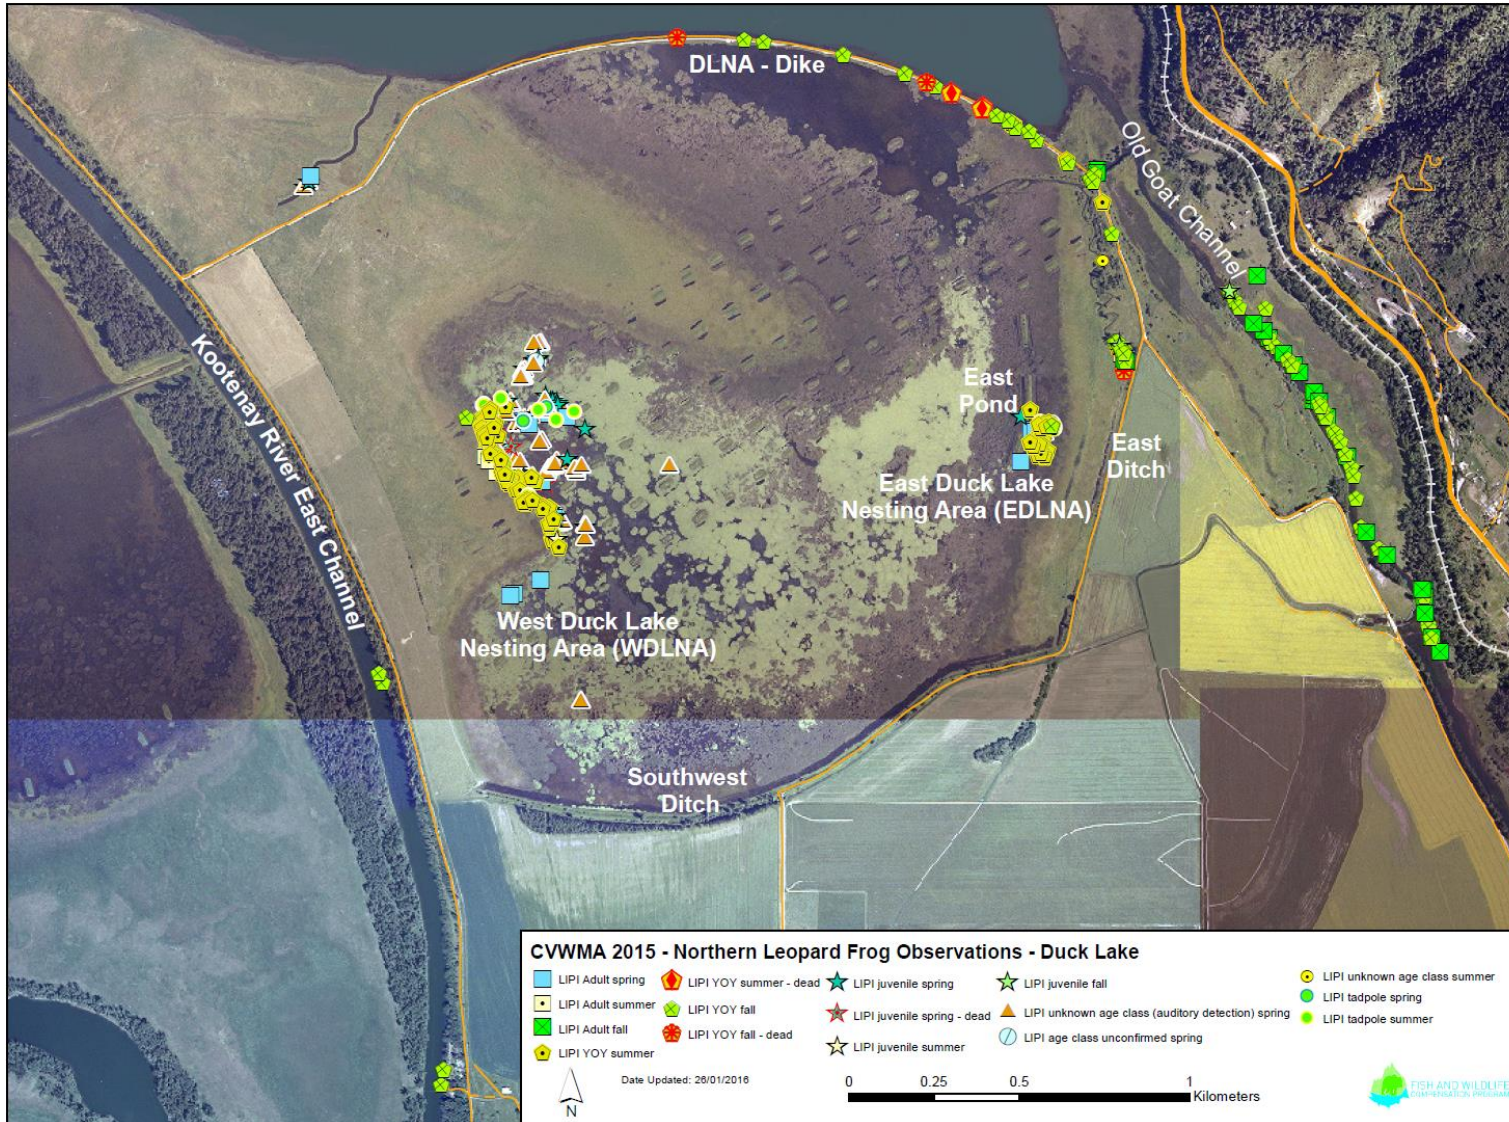 DLNA - Dike
Old Goat Channel
Kootenay River East Channel
East
Pond
East
Ditch
East Duck Lake
Nesting Area (EDLNA)
West Duck Lake
Nesting Area (WDLNA)
Southwest
Ditch
CVWMA 2015 - Northern Leopard Frog Observations - Duck Lake
LIPI Adult spring
LIPI Adult summer
LIPI Adult fall
LIPI YOY summer
LIPI YOY summer - dead
LIPI YOY fall
LIPI YOY fall - dead
LIPI juvenile spring
LIPI juvenile spring - dead
LIPI juvenile summer
LIPI juvenile fall
LIPI unknown age class (auditory detection) spring
LIPI age class unconfirmed spring
LIPI unknown age class summer
LIPI tadpole spring
LIPI tadpole summer
N
Date Updated: 26/01/2016
0 0.25 0.5 1
Kilometers
FISH AND WILDLIFE
COMPENSATION PROGRAM